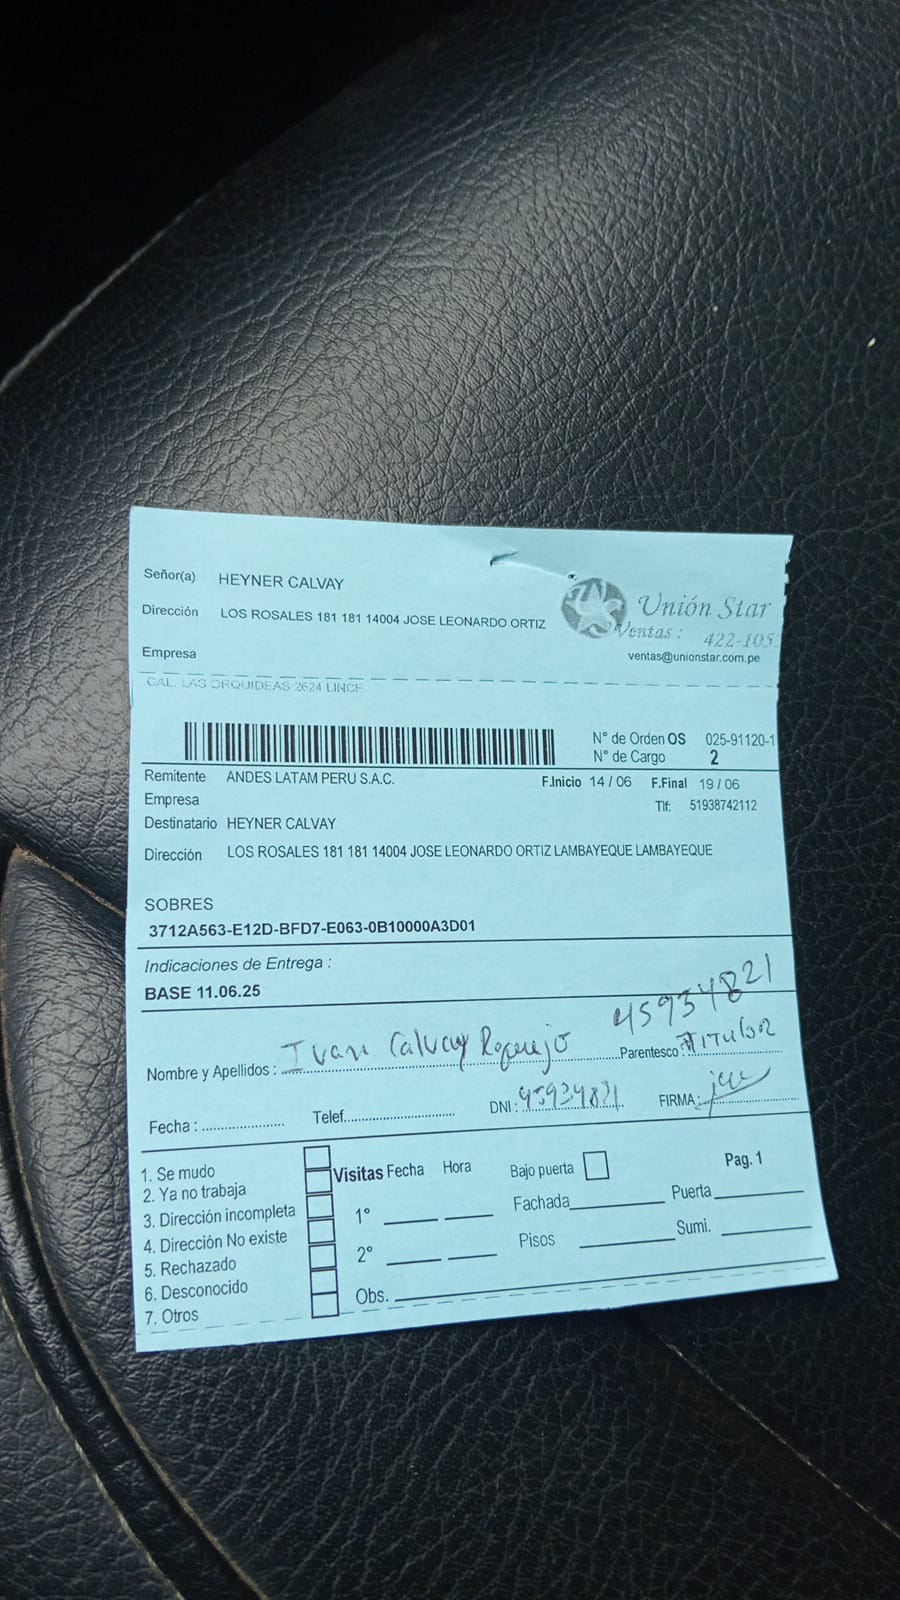 Señor(a) HEYNER CALVAY
Dirección LOS ROSALES 181 181 14004 JOSE LEONARDO ORTIZ
Unión Star
Ventas : 422-105
ventas@unionstar.com.pe
Empresa
CAL. LAS ORQUIDEAS 2624 LINCE
N° de Orden OS 025-91120-1
N° de Cargo 2
Remitente ANDES LATAM PERU S.A.C. F.Inicio 14 / 06 F.Final 19 / 06
Empresa Tlf: 51938742112
Destinatario HEYNER CALVAY
Dirección LOS ROSALES 181 181 14004 JOSE LEONARDO ORTIZ LAMBAYEQUE LAMBAYEQUE
SOBRES
3712A563-E12D-BFD7-E063-0B10000A3D01
Indicaciones de Entrega :
BASE 11.06.25
45934821
Nombre y Apellidos : Ivan Calvay Parentesco : Titular
Fecha : Telef. DNI : 45934821 FIRMA:
1. Se mudo
2. Ya no trabaja
3. Dirección incompleta
4. Dirección No existe
5. Rechazado
6. Desconocido
7. Otros
Visitas Fecha Hora
1°
2°
Obs.
Bajo puerta
Pag. 1
Fachada Puerta
Pisos Sumi.